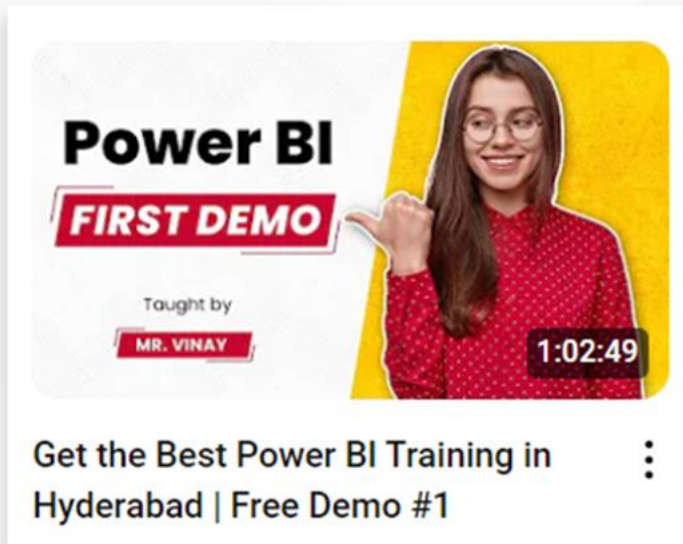 Power BI
FIRST DEMO
Taught by
MR. VINAY
1:02:49
Get the Best Power BI Training in
Hyderabad | Free Demo #1